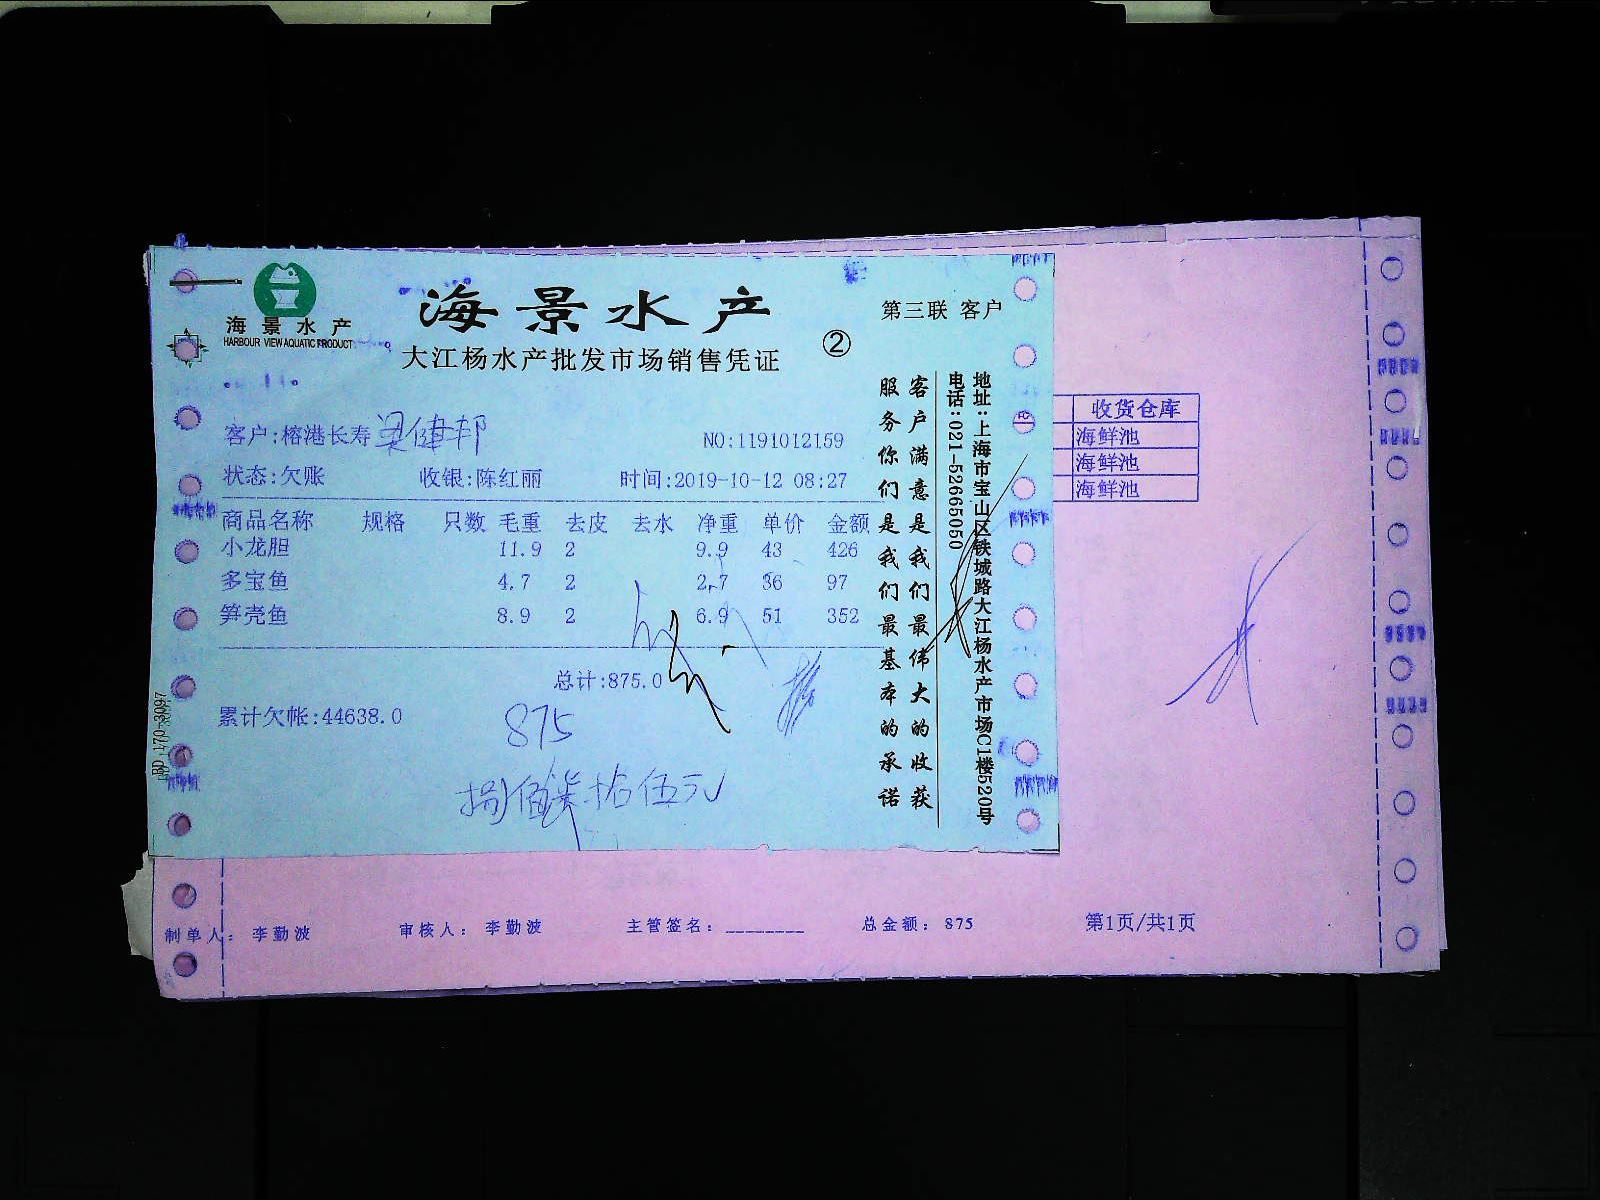 海景水产
HARBOUR VIEW AQUATIC PRODUCT
海景水产
大江杨水产批发市场销售凭证
②
第三联 客户
客户:榕港长寿 梁健邦
NO:1191012159
状态:欠账 收银:陈红丽 时间:2019-10-12 08:27
商品名称 规格 只数 毛重 去皮 去水 净重 单价 金额
小龙胆 11.9 2 9.9 43 426
多宝鱼 4.7 2 2.7 36 97
笋壳鱼 8.9 2 6.9 51 352
总计:875.0
累计欠帐:44638.0
875
捌佰柒拾伍元
客户满意是我们最伟大的收获
服务你们是我们最基本的承诺
地址:上海市宝山区铁城路大江杨水产市场C1楼520号
电话:021-52665050
BD 170-3097
收货仓库
海鲜池
海鲜池
海鲜池
制单人: 李勤波 审核人: 李勤波 主管签名:________ 总金额: 875 第1页/共1页